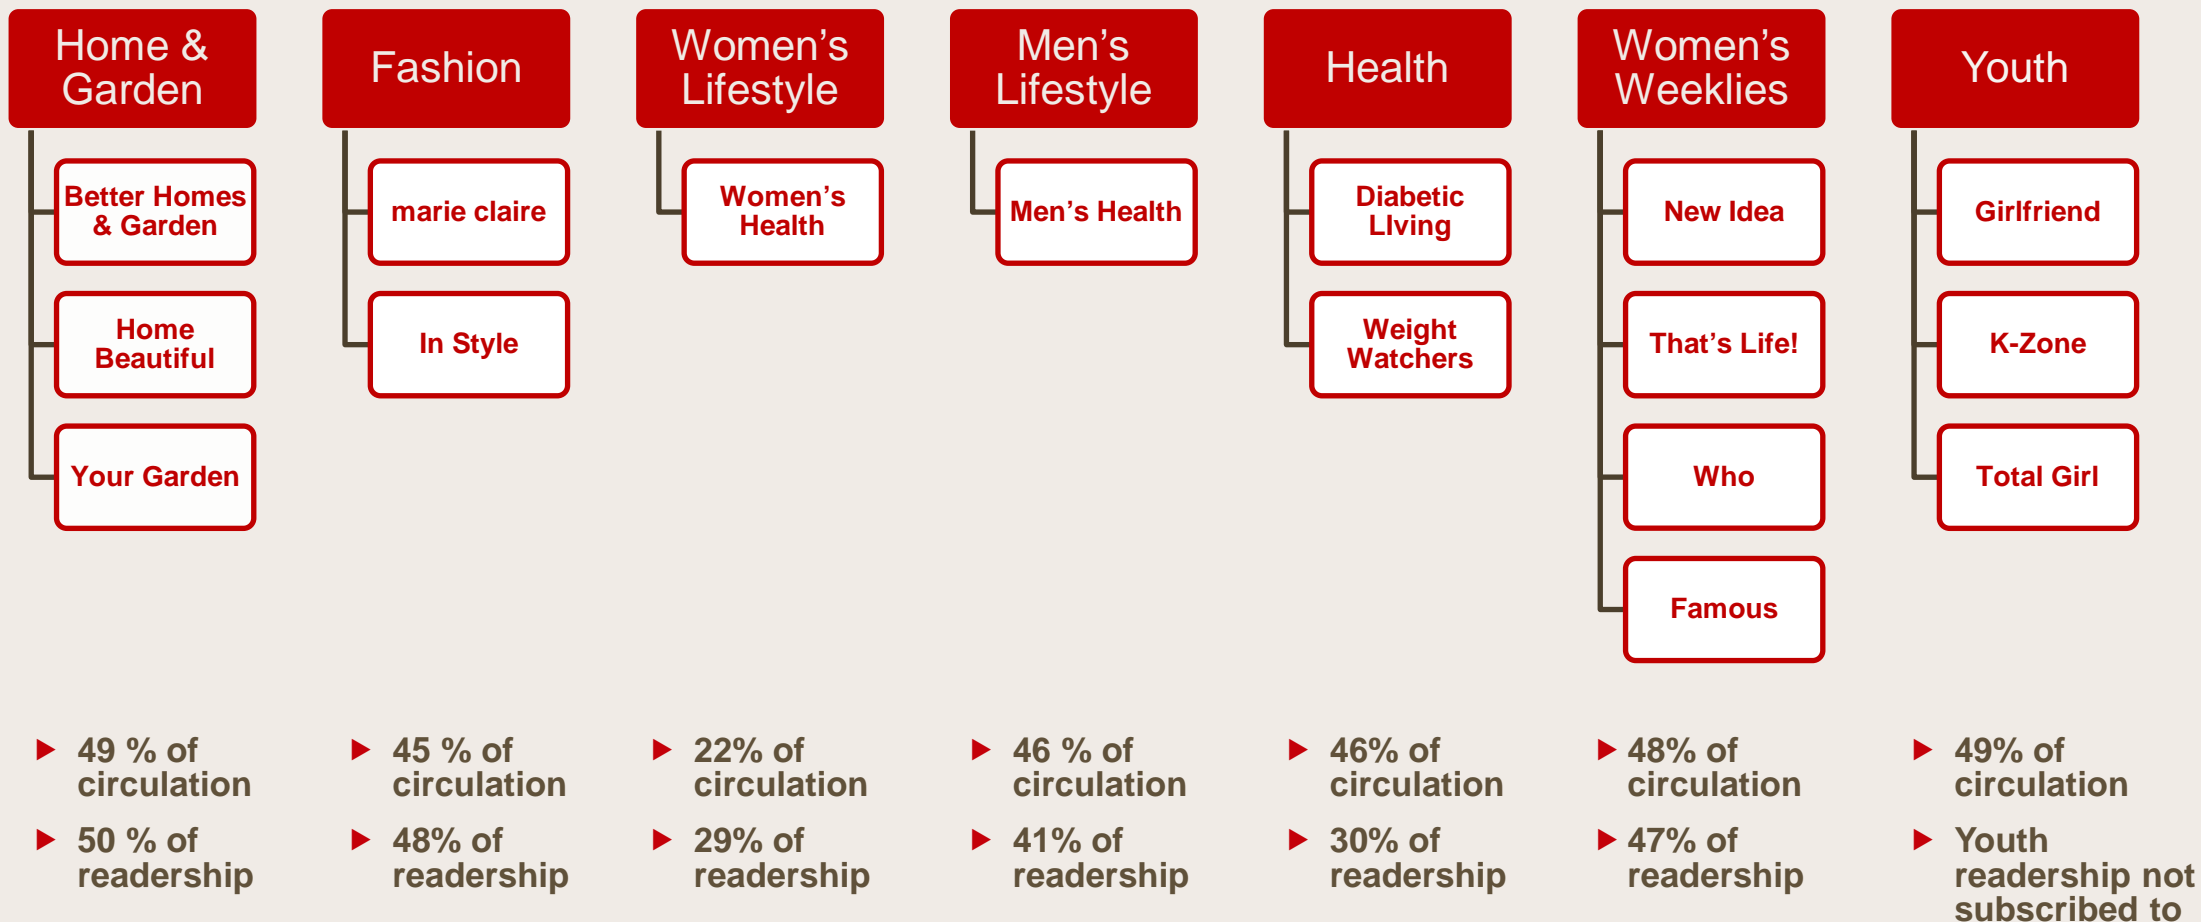 Home &
Garden
Better Homes
& Garden
Home
Beautiful
Your Garden
49 % of
circulation
50 % of
readership
Fashion
marie claire
In Style
45 % of
circulation
48% of
readership
Women’s
Lifestyle
Women’s
Health
22% of
circulation
29% of
readership
Men’s
Lifestyle
Men’s Health
46 % of
circulation
41% of
readership
Health
Diabetic
LIving
Weight
Watchers
46% of
circulation
30% of
readership
Women’s
Weeklies
New Idea
That’s Life!
Who
Famous
48% of
circulation
47% of
readership
Youth
Girlfriend
K-Zone
Total Girl
49% of
circulation
Youth
readership not
subscribed to